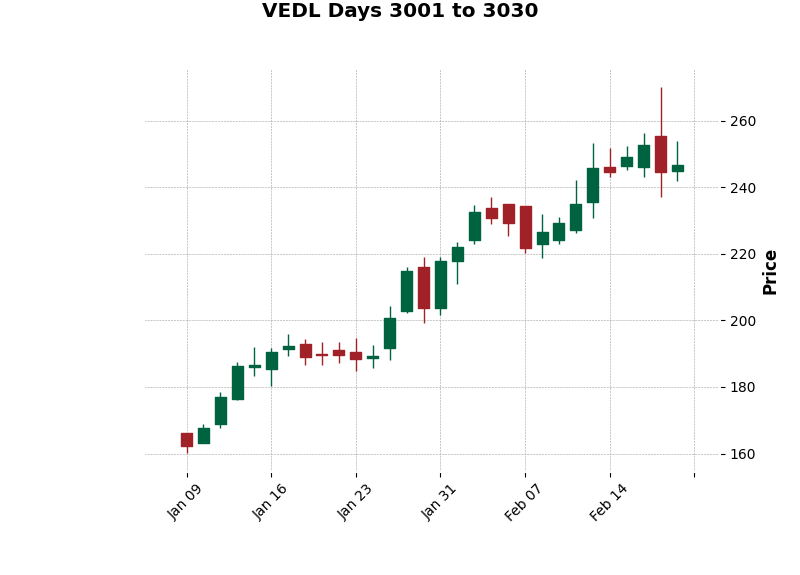 VEDL Days 3001 to 3030
260
240
220
200
180
160
Price
Jan 09
Jan 16
Jan 23
Jan 31
Feb 07
Feb 14